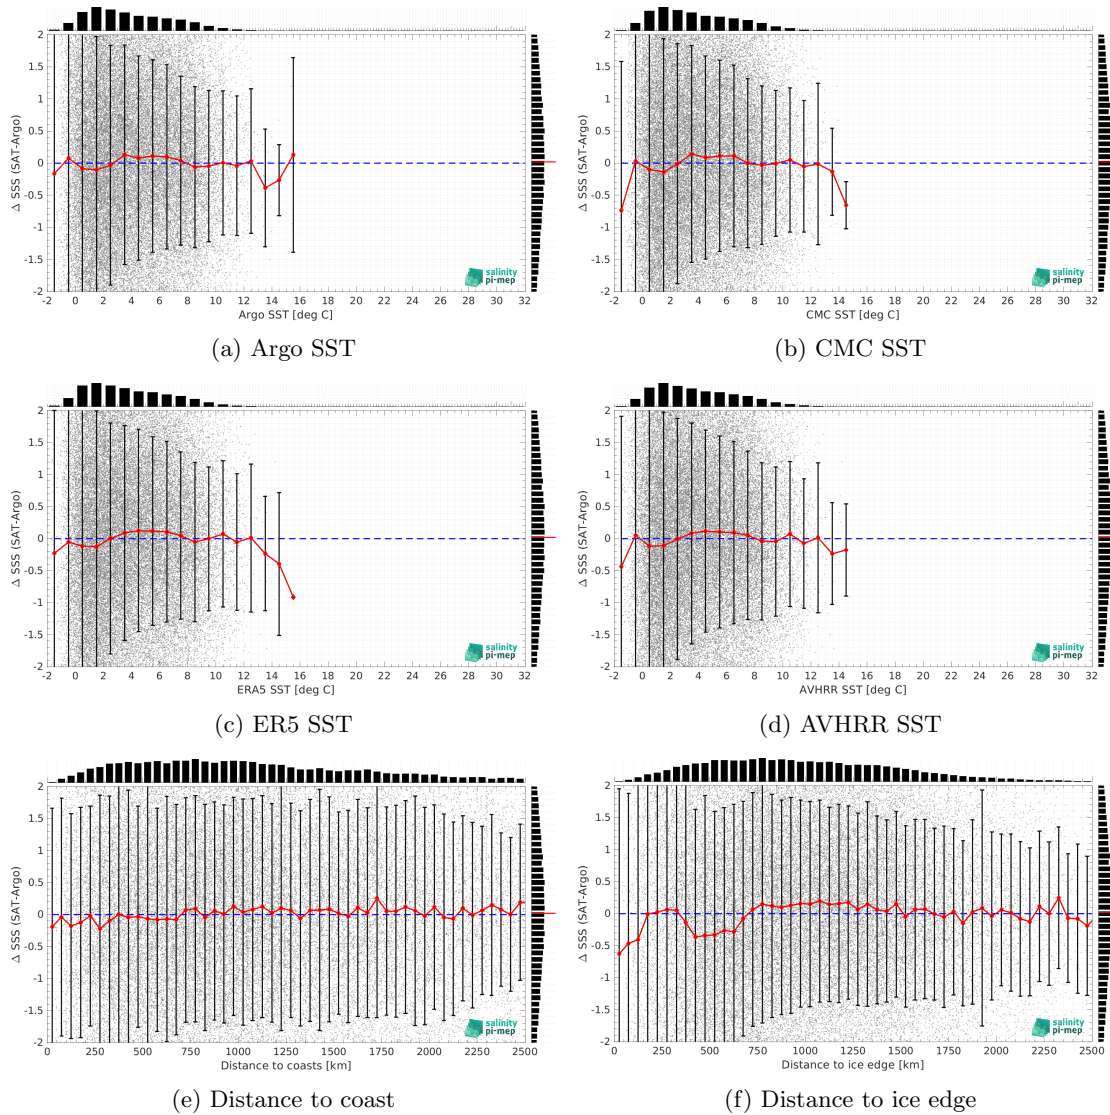 2
1.5
1
0.5
0
-0.5
-1
-1.5
-2
Δ SSS (SAT-Argo)
-2 0 2 4 6 8 10 12 14 16 18 20 22 24 26 28 30 32
Argo SST [deg C]
salinity
pi-mep
(a) Argo SST
2
1.5
1
0.5
0
-0.5
-1
-1.5
-2
Δ SSS (SAT-Argo)
-2 0 2 4 6 8 10 12 14 16 18 20 22 24 26 28 30 32
CMC SST [deg C]
salinity
pi-mep
(b) CMC SST
2
1.5
1
0.5
0
-0.5
-1
-1.5
-2
Δ SSS (SAT-Argo)
-2 0 2 4 6 8 10 12 14 16 18 20 22 24 26 28 30 32
ERA5 SST [deg C]
salinity
pi-mep
(c) ER5 SST
2
1.5
1
0.5
0
-0.5
-1
-1.5
-2
Δ SSS (SAT-Argo)
-2 0 2 4 6 8 10 12 14 16 18 20 22 24 26 28 30 32
AVHRR SST [deg C]
salinity
pi-mep
(d) AVHRR SST
2
1.5
1
0.5
0
-0.5
-1
-1.5
-2
Δ SSS (SAT-Argo)
0 250 500 750 1000 1250 1500 1750 2000 2250 2500
Distance to coasts [km]
salinity
pi-mep
(e) Distance to coast
2
1.5
1
0.5
0
-0.5
-1
-1.5
-2
Δ SSS (SAT-Argo)
0 250 500 750 1000 1250 1500 1750 2000 2250 2500
Distance to ice edge [km]
salinity
pi-mep
(f) Distance to ice edge